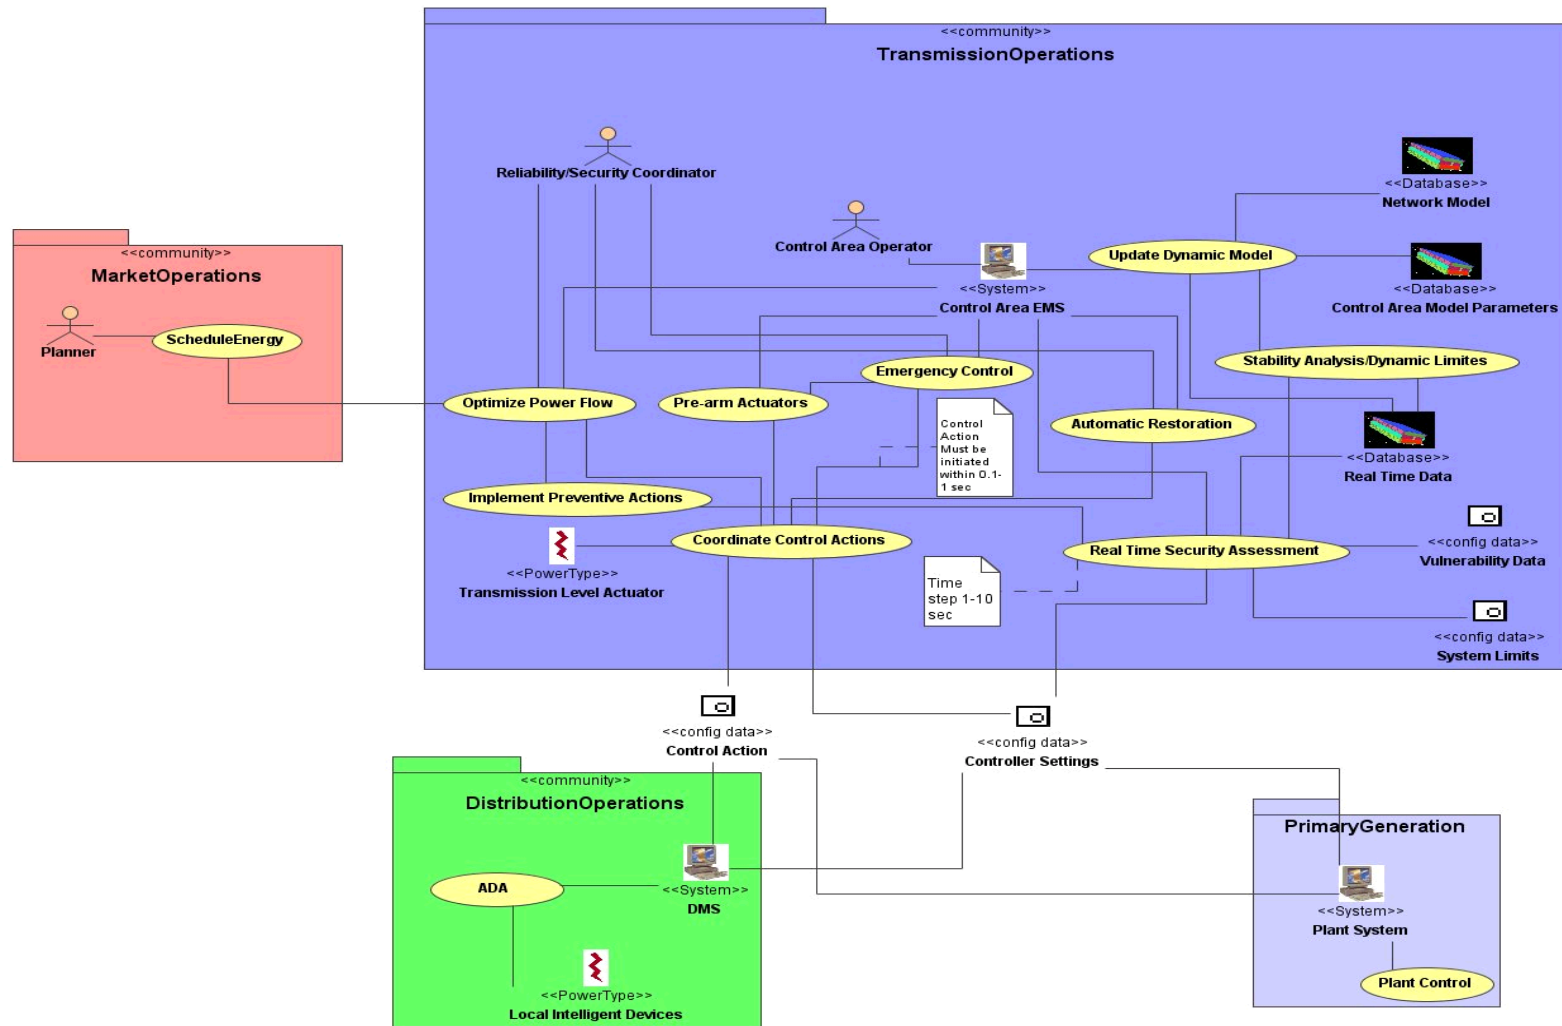 <<community>>
TransmissionOperations
Reliability/Security Coordinator
<<Database>>
Network Model
Control Area Operator
Update Dynamic Model
<<community>>
MarketOperations
<<System>>
Control Area EMS
<<Database>>
Control Area Model Parameters
Planner
ScheduleEnergy
Emergency Control
Stability Analysis/Dynamic Limites
Optimize Power Flow
Pre-arm Actuators
Control
Action
Must be
initiated
within 0.1-
1 sec
Automatic Restoration
<<Database>>
Real Time Data
Implement Preventive Actions
Coordinate Control Actions
Real Time Security Assessment
<<config data>>
Vulnerability Data
<<PowerType>>
Transmission Level Actuator
Time
step 1-10
sec
<<config data>>
System Limits
<<config data>>
Control Action
<<config data>>
Controller Settings
<<community>>
DistributionOperations
PrimaryGeneration
ADA
<<System>>
DMS
<<System>>
Plant System
Plant Control
<<PowerType>>
Local Intelligent Devices